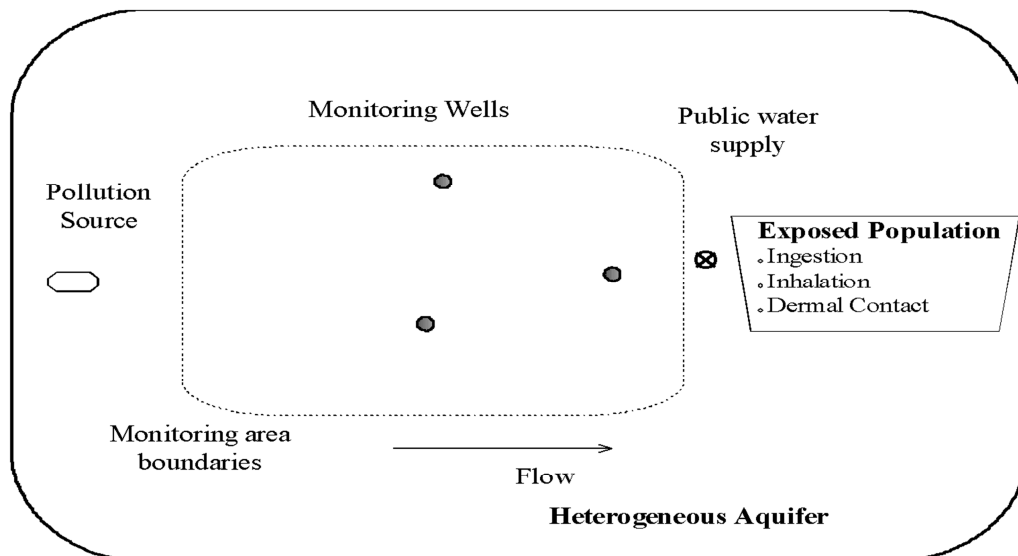 Monitoring Wells
Public water
supply
Pollution
Source
Exposed Population
Ingestion
Inhalation
Dermal Contact
Monitoring area
boundaries
Flow
Heterogeneous Aquifer